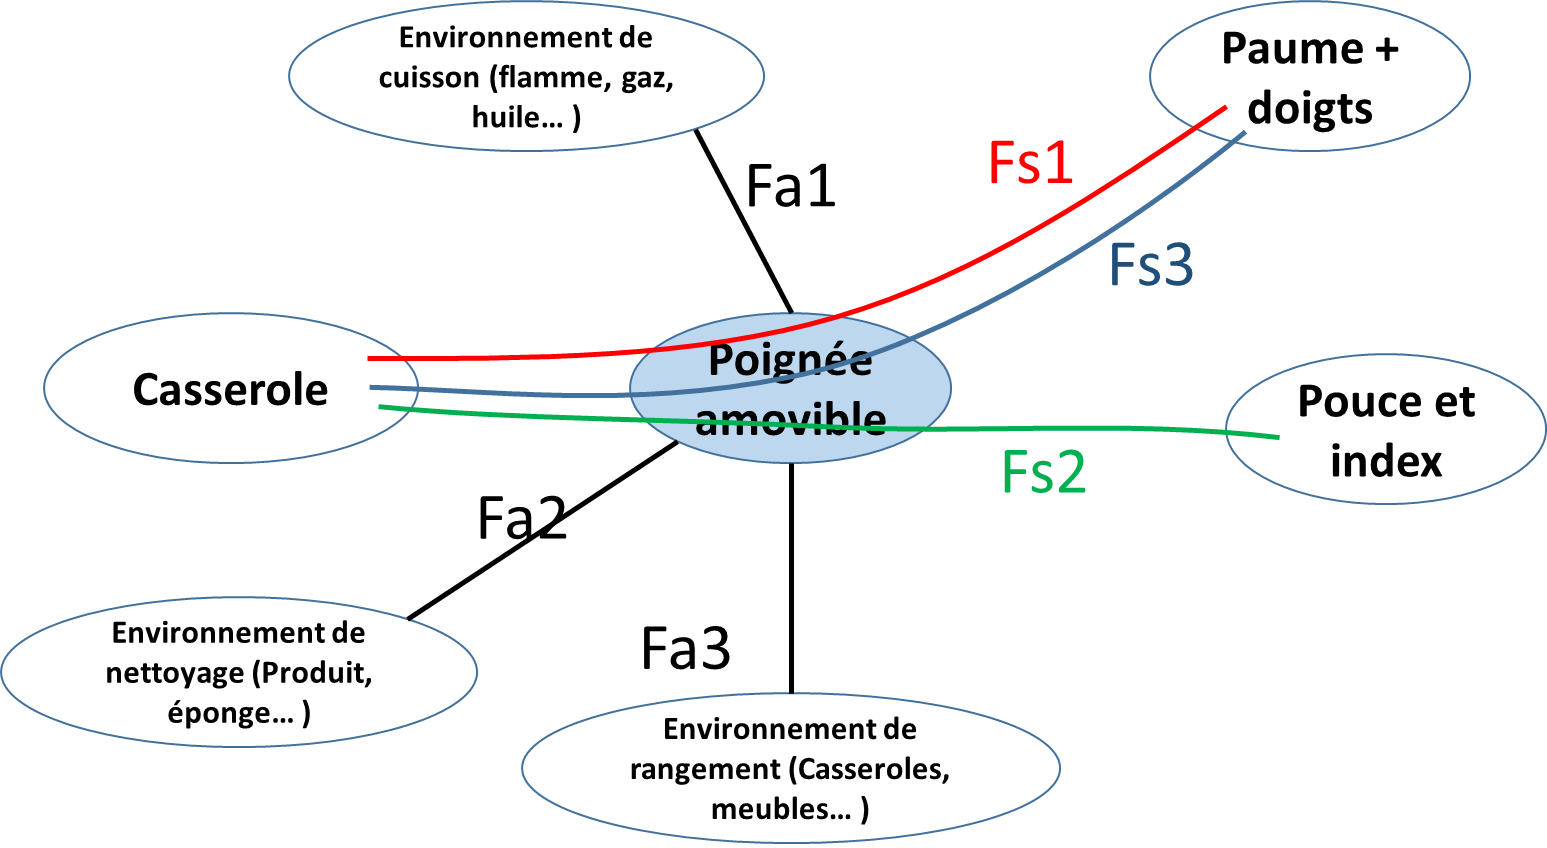 Environnement de
cuisson (flamme, gaz,
huile… )
Paume +
doigts
Fa1
Fs1
Fs3
Casserole
Poignée
amovible
Pouce et
index
Fs2
Fa2
Environnement de
nettoyage (Produit,
éponge… )
Fa3
Environnement de
rangement (Casseroles,
meubles… )